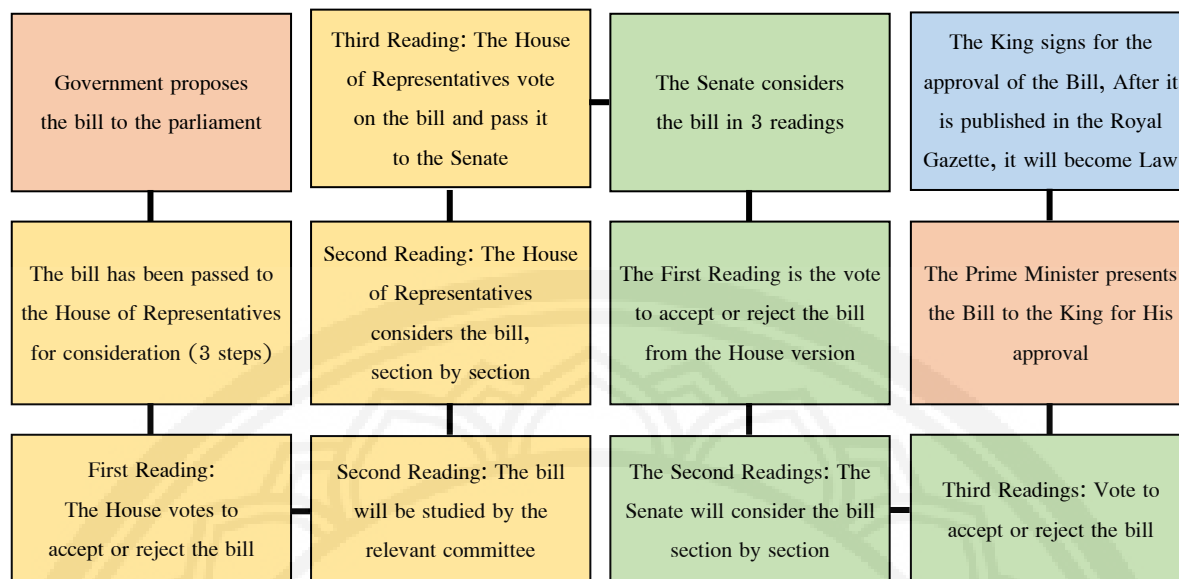 Government proposes
the bill to the parliament
The bill has been passed to
the House of Representatives
for consideration (3 steps)
First Reading:
The House votes to
accept or reject the bill
Second Reading: The bill
will be studied by the
relevant committee
Second Reading: The House
of Representatives
considers the bill,
section by section
Third Reading: The House
of Representatives vote
on the bill and pass it
to the Senate
The Senate considers
the bill in 3 readings
The First Reading is the vote
to accept or reject the bill
from the House version
The Second Readings: The
Senate will consider the bill
section by section
Third Readings: Vote to
accept or reject the bill
The Prime Minister presents
the Bill to the King for His
approval
The King signs for the
approval of the Bill, After it
is published in the Royal
Gazette, it will become Law